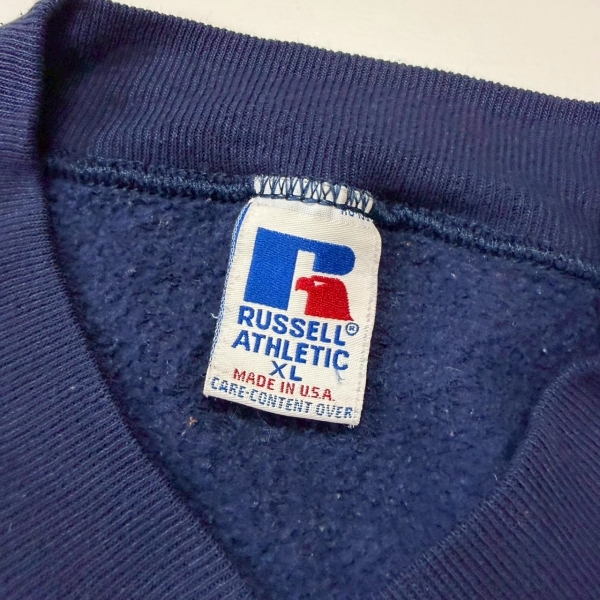 RUSSELL®
ATHLETIC
XL
MADE IN U.S.A.
CARE-CONTENT OVER